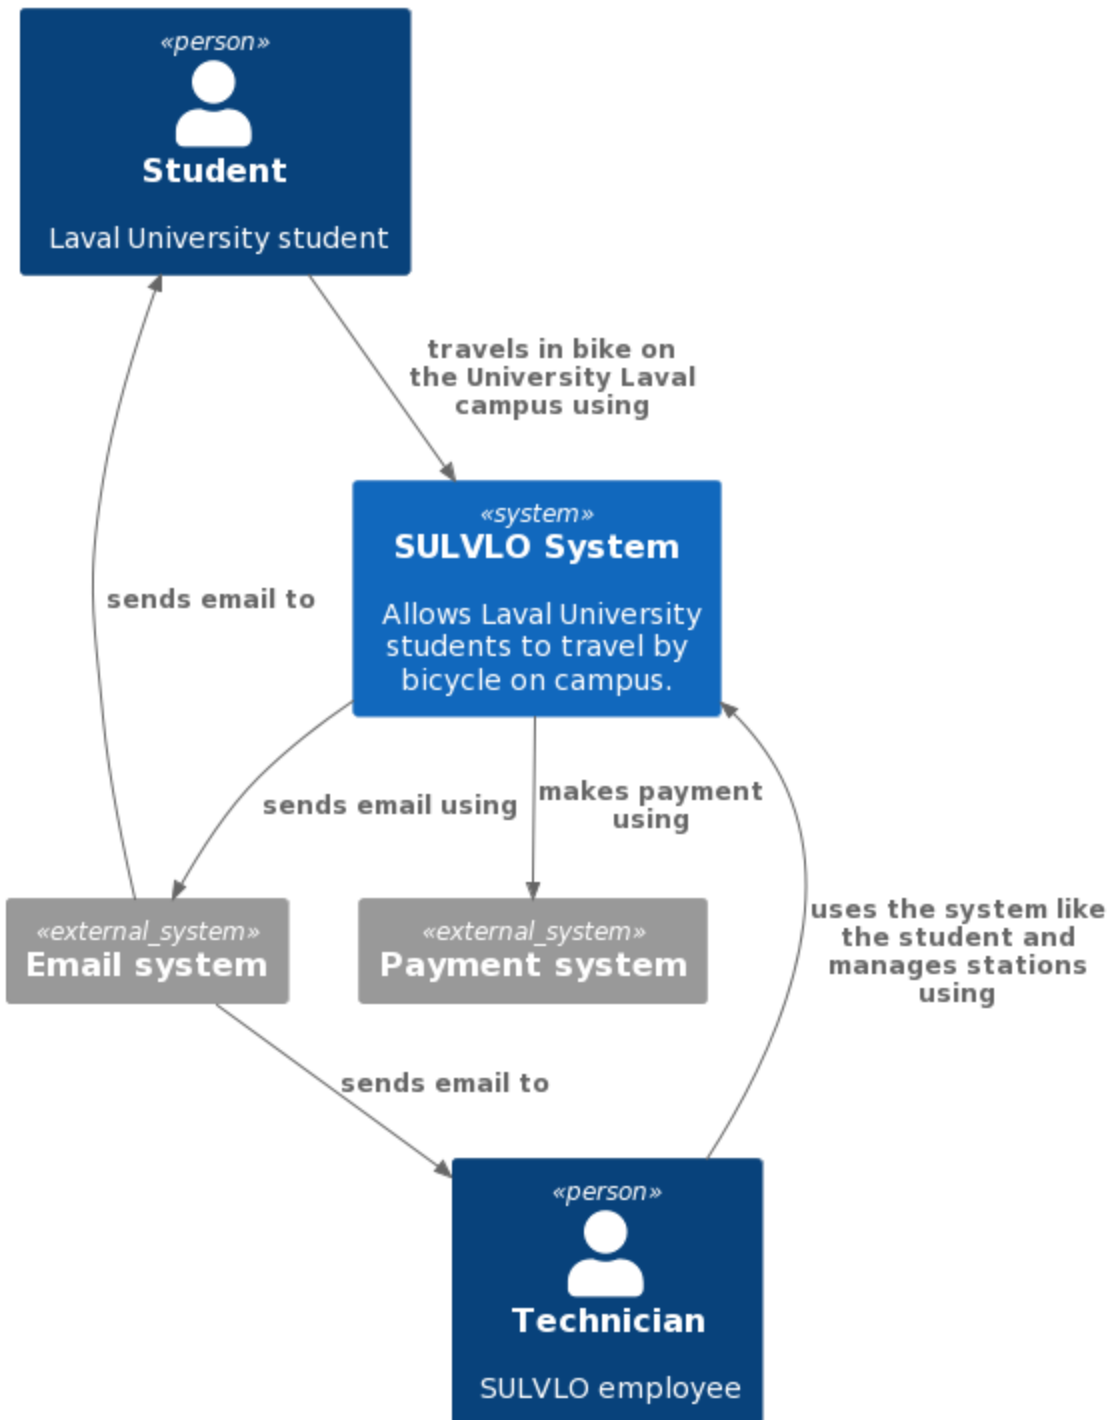 «person»
Student
Laval University student
travels in bike on
the University Laval
campus using
«system»
SULVLO System
Allows Laval University
students to travel by
bicycle on campus.
sends email to
sends email using
makes payment
using
«external_system»
Email system
«external_system»
Payment system
uses the system like
the student and
manages stations
using
sends email to
«person»
Technician
SULVLO employee